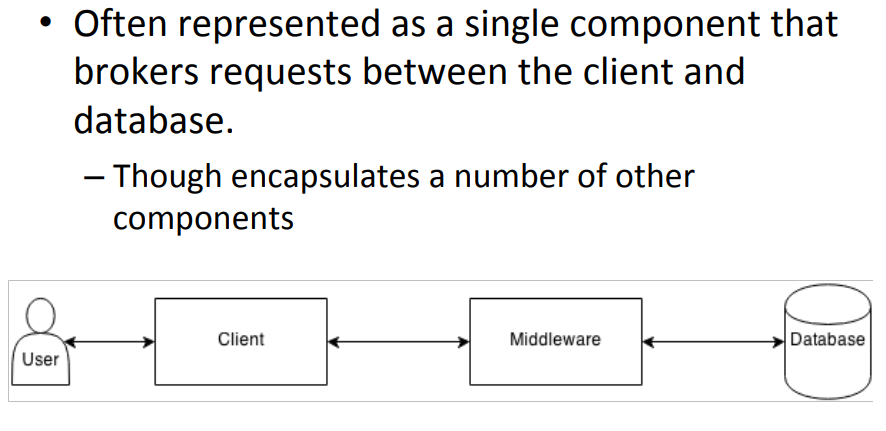 • Often represented as a single component that
brokers requests between the client and
database.
– Though encapsulates a number of other
components
User
Client
Middleware
Database